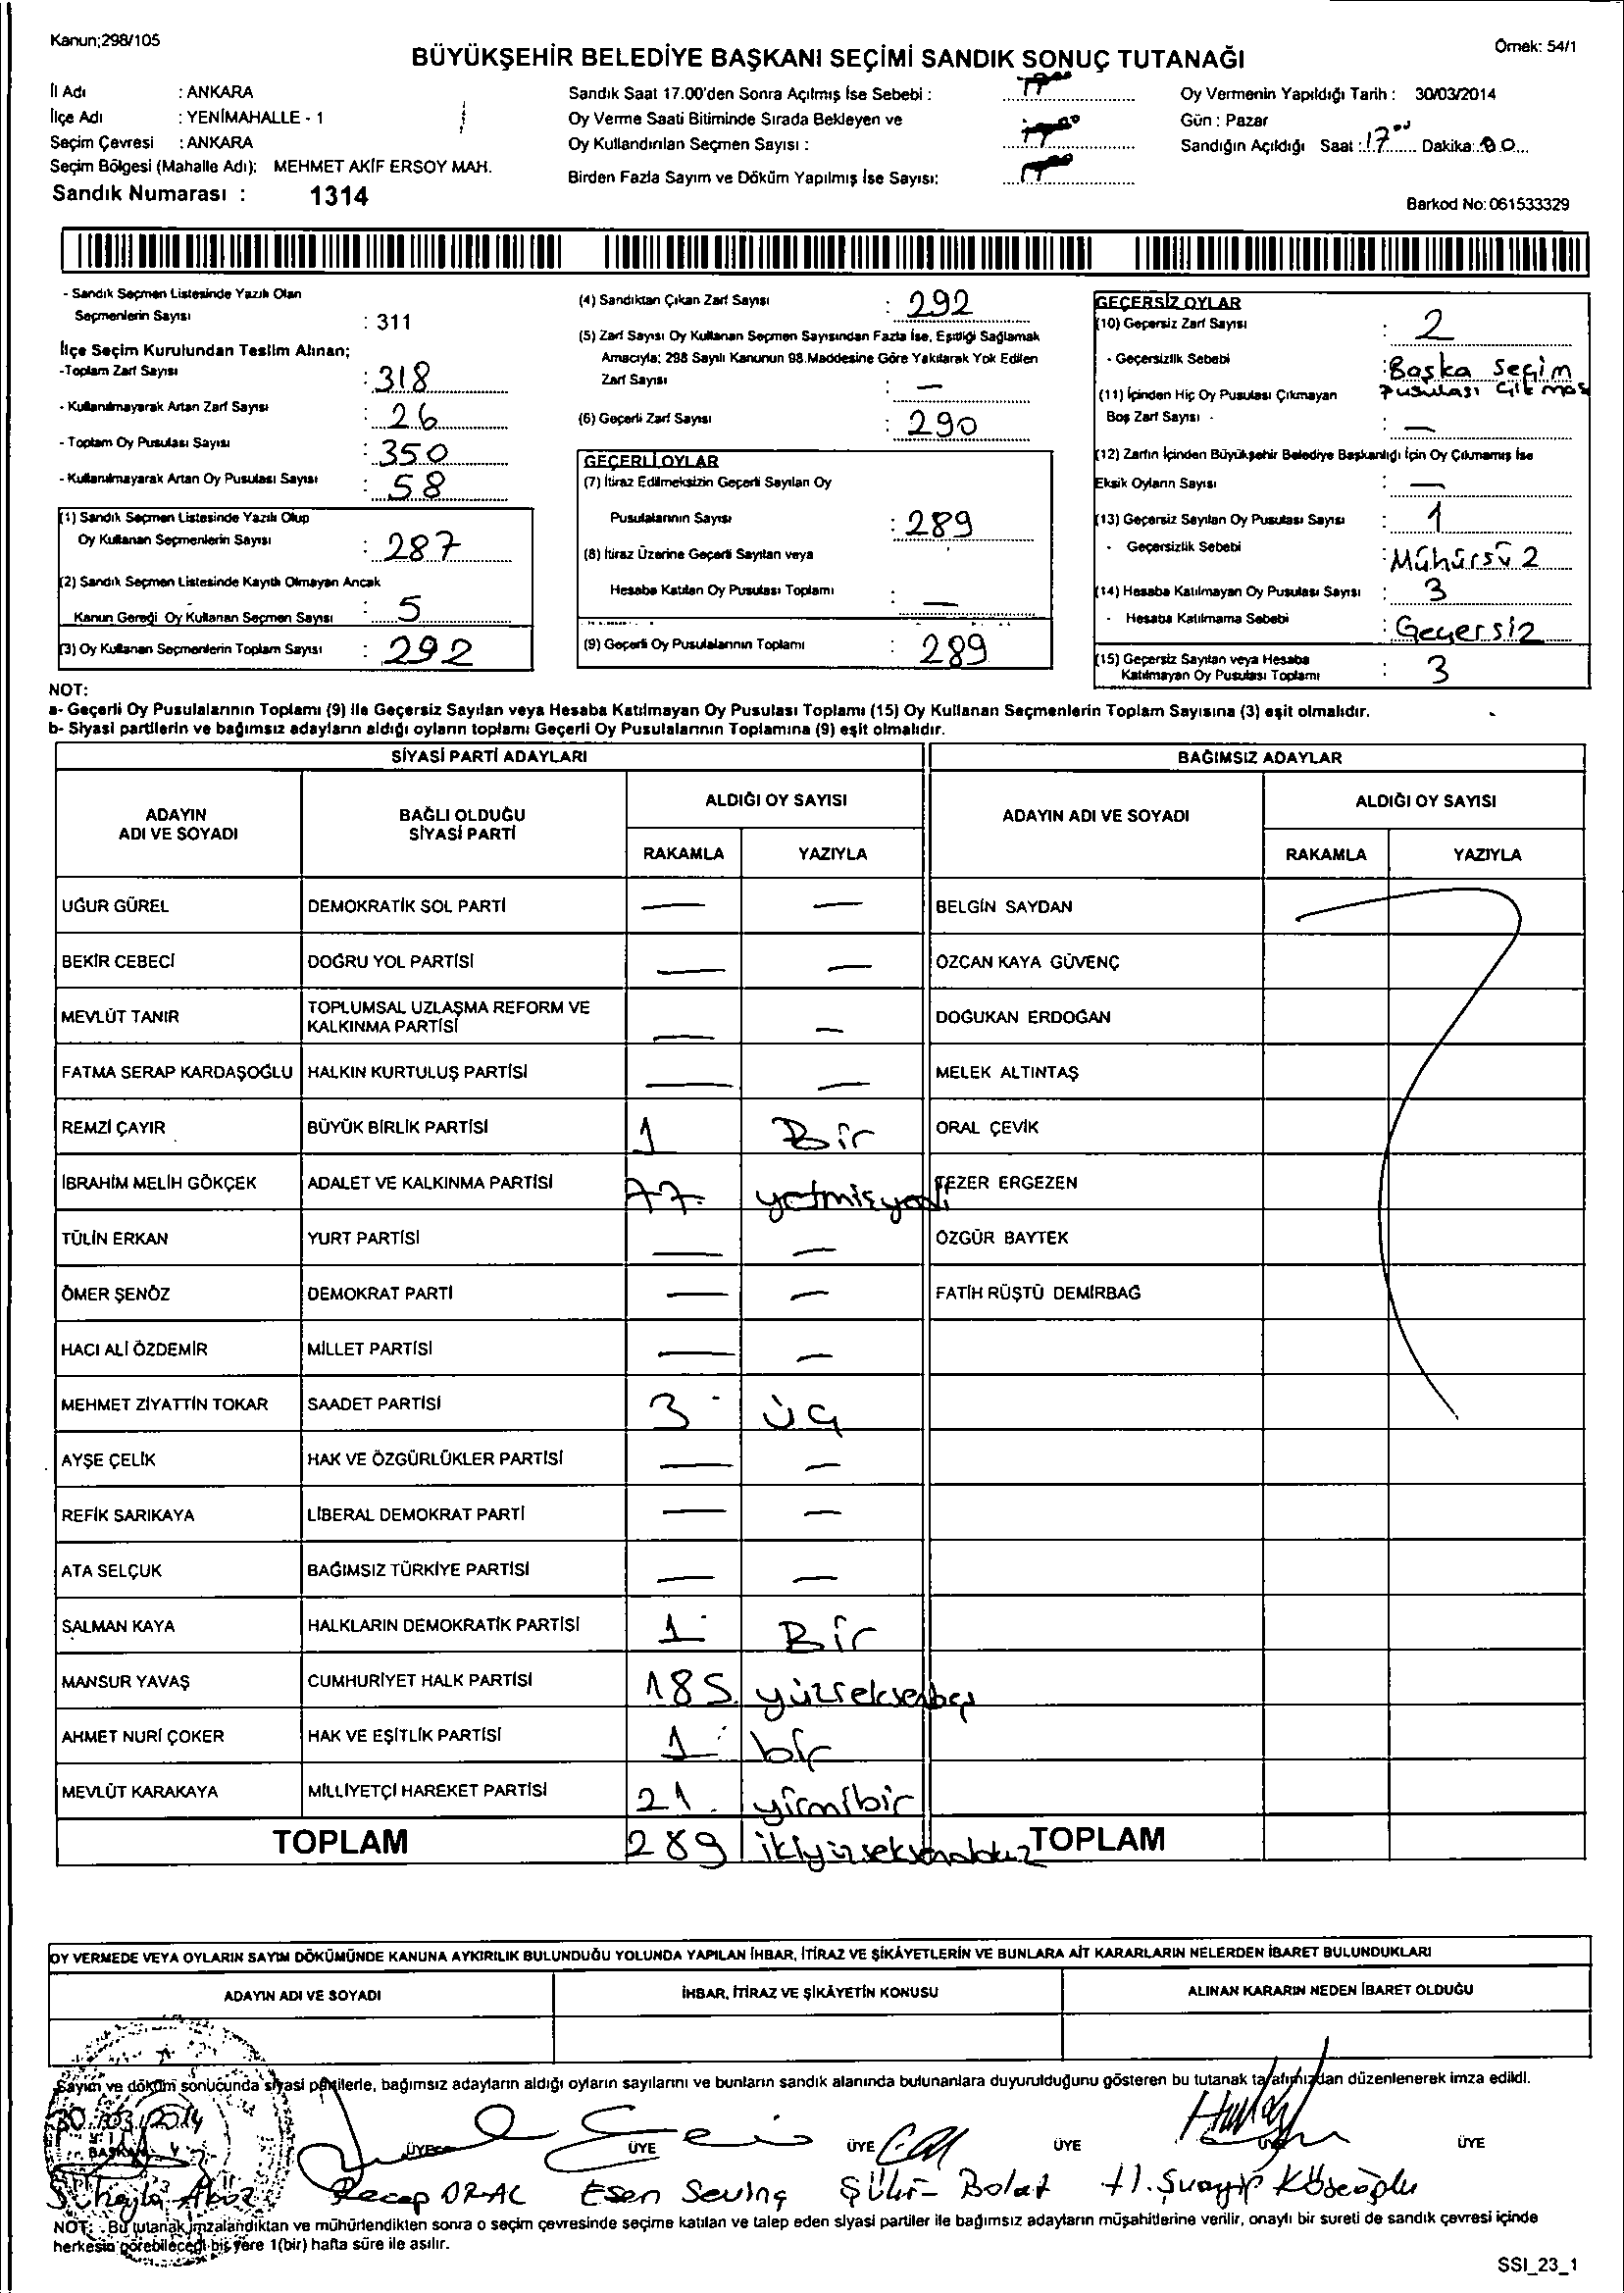 Kanun;298/105
Örnek: 54/1
BÜYÜKŞEHİR BELEDİYE BAŞKANI SEÇİMİ SANDIK SONUÇ TUTANAĞI
İl Adı : ANKARA
İlçe Adı : YENİMAHALLE - 1
Seçim Çevresi : ANKARA
Seçim Bölgesi (Mahalle Adı): MEHMET AKİF ERSOY MAH.
Sandık Numarası : 1314
Sandık Saat 17.00'den Sonra Açılmış İse Sebebi :
Oy Verme Saati Bitiminde Sırada Bekleyen ve
Oy Kullandırılan Seçmen Sayısı :
Birden Fazla Sayım ve Döküm Yapılmış İse Sayısı:
Oy Vermenin Yapıldığı Tarih : 30/03/2014
Gün : Pazar
Sandığın Açıldığı Saat : 17 Dakika: 00
Barkod No: 061533329
- Sandık Seçmen Listesinde Yazılı Olan
Seçmenlerin Sayısı : 311
İlçe Seçim Kurulundan Teslim Alınan;
-Toplam Zarf Sayısı : 318
- Kullanılmayarak Artan Zarf Sayısı : 26
- Toplam Oy Pusulası Sayısı : 350
- Kullanılmayarak Artan Oy Pusulası Sayısı : 58
(1) Sandık Seçmen Listesinde Yazılı Olup
Oy Kullanan Seçmenlerin Sayısı : 287
(2) Sandık Seçmen Listesinde Kayıtlı Olmayan Ancak
Kanun Gereği Oy Kullanan Seçmen Sayısı : 5
(3) Oy Kullanan Seçmenlerin Toplam Sayısı : 292
(4) Sandıktan Çıkan Zarf Sayısı : 292
(5) Zarf Sayısı Oy Kullanan Seçmen Sayısından Fazla İse, Eşitliği Sağlamak
Amacıyla; 298 Sayılı Kanunun 98.Maddesine Göre Yakılarak Yok Edilen
Zarf Sayısı : —
(6) Geçerli Zarf Sayısı : 290
GEÇERLİ OYLAR
(7) İtiraz Edilmeksizin Geçerli Sayılan Oy
Pusulalarının Sayısı : 289
(8) İtiraz Üzerine Geçerli Sayılan veya
Hesaba Katılan Oy Pusulası Toplamı : —
(9) Geçerli Oy Pusulalarının Toplamı : 289
GEÇERSİZ OYLAR
(10) Geçersiz Zarf Sayısı : 2
- Geçersizlik Sebebi : Başka Seçim
Pusulası Çıkması
(11) İçinden Hiç Oy Pusulası Çıkmayan
Boş Zarf Sayısı - : —
(12) Zarfın İçinden Büyükşehir Belediye Başkanlığı İçin Oy Çıkmamış İse
Eksik Oyların Sayısı : —
(13) Geçersiz Sayılan Oy Pusulası Sayısı : 1
- Geçersizlik Sebebi : Mühürsüz
(14) Hesaba Katılmayan Oy Pusulası Sayısı : 3
- Hesaba Katılmama Sebebi : Geçersiz
(15) Geçersiz Sayılan veya Hesaba
Katılmayan Oy Pusulası Toplamı : 3
NOT:
a- Geçerli Oy Pusulalarının Toplamı (9) ile Geçersiz Sayılan veya Hesaba Katılmayan Oy Pusulası Toplamı (15) Oy Kullanan Seçmenlerin Toplam Sayısına (3) eşit olmalıdır.
b- Siyasi partilerin ve bağımsız adayların aldığı oyların toplamı Geçerli Oy Pusulalarının Toplamına (9) eşit olmalıdır.
SİYASİ PARTİ ADAYLARI
BAĞIMSIZ ADAYLAR
ADAYIN ADI VE SOYADI
BAĞLI OLDUĞU SİYASİ PARTİ
ALDIĞI OY SAYISI
RAKAMLA YAZIYLA
ADAYIN ADI VE SOYADI
ALDIĞI OY SAYISI
RAKAMLA YAZIYLA
UĞUR GÜREL DEMOKRATİK SOL PARTİ — — BELGİN SAYDAN
BEKİR CEBECİ DOĞRU YOL PARTİSİ — — ÖZCAN KAYA GÜVENÇ
MEVLÜT TANIR TOPLUMSAL UZLAŞMA REFORM VE KALKINMA PARTİSİ — — DOĞUKAN ERDOĞAN
FATMA SERAP KARDAŞOĞLU HALKIN KURTULUŞ PARTİSİ — — MELEK ALTINTAŞ
REMZİ ÇAYIR BÜYÜK BİRLİK PARTİSİ 1 Bir ORAL ÇEVİK
İBRAHİM MELİH GÖKÇEK ADALET VE KALKINMA PARTİSİ 77 yetmişyedi TEZER ERGEZEN
TÜLİN ERKAN YURT PARTİSİ — — ÖZGÜR BAYTEK
ÖMER ŞENÖZ DEMOKRAT PARTİ — — FATİH RÜŞTÜ DEMİRBAĞ
HACI ALİ ÖZDEMİR MİLLET PARTİSİ — —
MEHMET ZİYATTİN TOKAR SAADET PARTİSİ 3 üç
AYŞE ÇELİK HAK VE ÖZGÜRLÜKLER PARTİSİ — —
REFİK SARIKAYA LİBERAL DEMOKRAT PARTİ — —
ATA SELÇUK BAĞIMSIZ TÜRKİYE PARTİSİ — —
SALMAN KAYA HALKLARIN DEMOKRATİK PARTİSİ 1 Bir
MANSUR YAVAŞ CUMHURİYET HALK PARTİSİ 185 yüzseksenbeş
AHMET NURİ ÇOKER HAK VE EŞİTLİK PARTİSİ 1 bir
MEVLÜT KARAKAYA MİLLİYETÇİ HAREKET PARTİSİ 21 yirmibir
TOPLAM 289 ikiyüzseksendokuz TOPLAM
OY VERMEDE VEYA OYLARIN SAYIM DÖKÜMÜNDE KANUNA AYKIRILIK BULUNDUĞU YOLUNDA YAPILAN İHBAR, İTİRAZ VE ŞİKÂYETLERİN VE BUNLARA AİT KARARLARIN NELERDEN İBARET BULUNDUKLARI
ADAYIN ADI VE SOYADI İHBAR, İTİRAZ VE ŞİKÂYETİN KONUSU ALINAN KARARIN NEDEN İBARET OLDUĞU
Sayım ve döküm sonucunda siyasi partilerle, bağımsız adayların aldığı oyların sayılarını ve bunların sandık alanında bulunanlara duyurulduğunu gösteren bu tutanak tarafımızdan düzenlenerek imza edildi.
30/03/2014
BAŞKAN ÜYE ÜYE ÜYE ÜYE ÜYE ÜYE
Süheyla Recep ORAL Esen Sevinç Şükrü Bolat H. Şuayip Köseoğlu
NOT: - Bu tutanak imzalandıktan ve mühürlendikten sonra o seçim çevresinde seçime katılan ve talep eden siyasi partiler ile bağımsız adayların müşahitlerine verilir, onaylı bir sureti de sandık çevresi içinde
herkesin görebileceği bir yere 1(bir) hafta süre ile asılır.
SSI_23_1